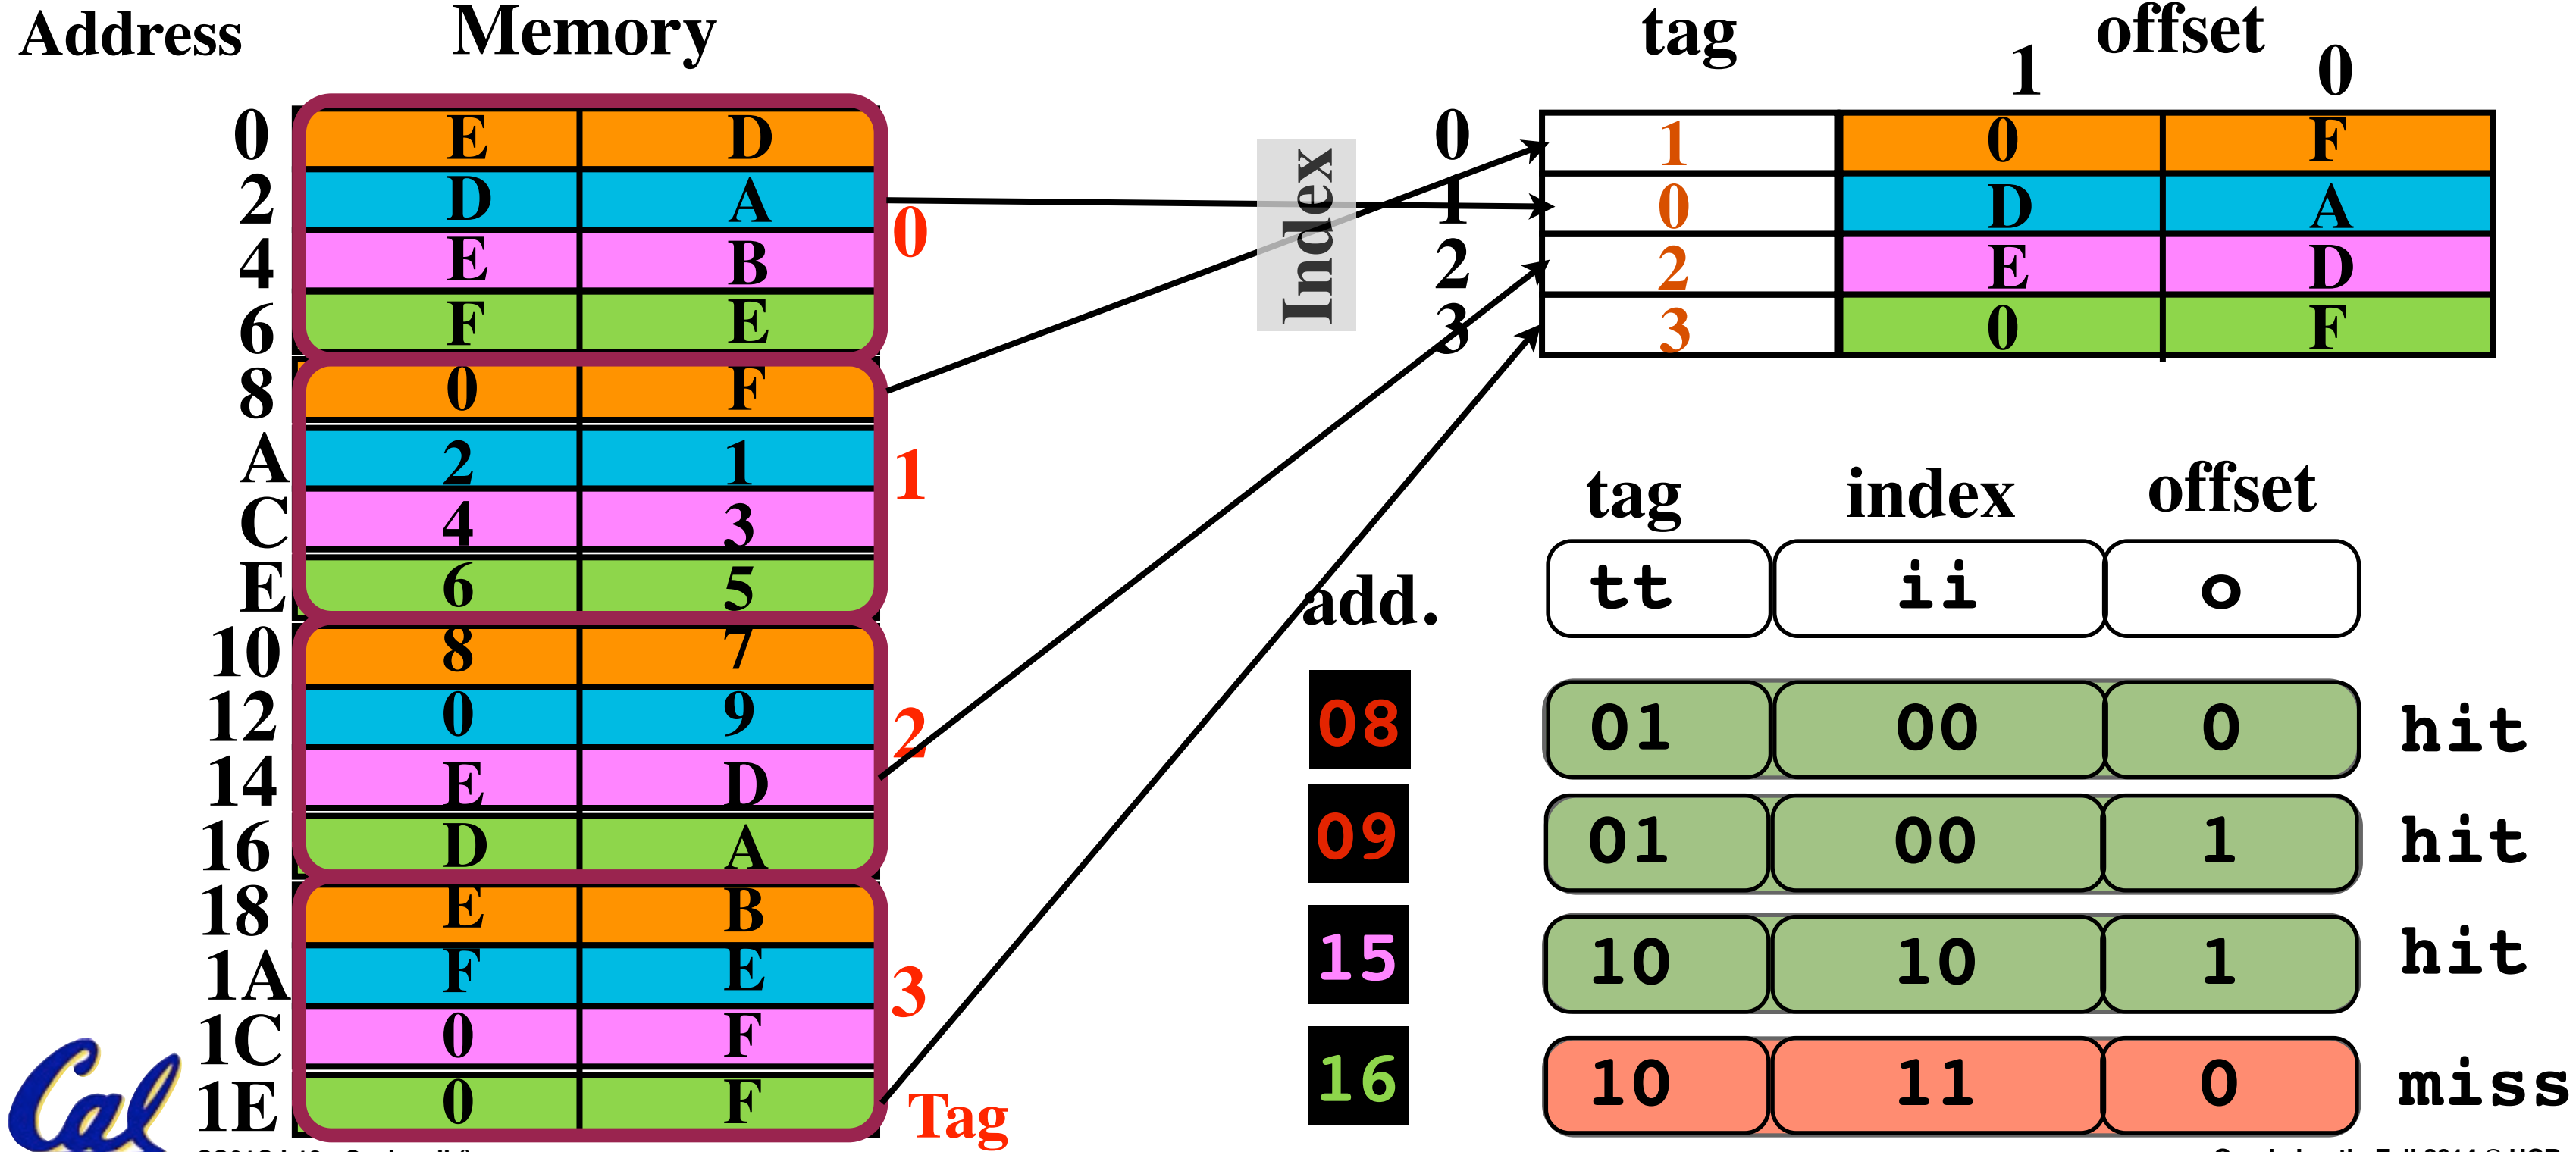 Address Memory
0 E D
2 D A
4 E B
6 F E
0
8 0 F
A 2 1
C 4 3
E 6 5
1
10 8 7
12 0 9
14 E D
16 D A
2
18 E B
1A F E
1C 0 F
1E 0 F
3
Tag
Index
tag offset
1 0
0 1 0 F
1 0 D A
2 2 E D
3 3 0 F
tag index offset
add. tt ii o
08 01 00 0 hit
09 01 00 1 hit
15 10 10 1 hit
16 10 11 0 miss
Cal